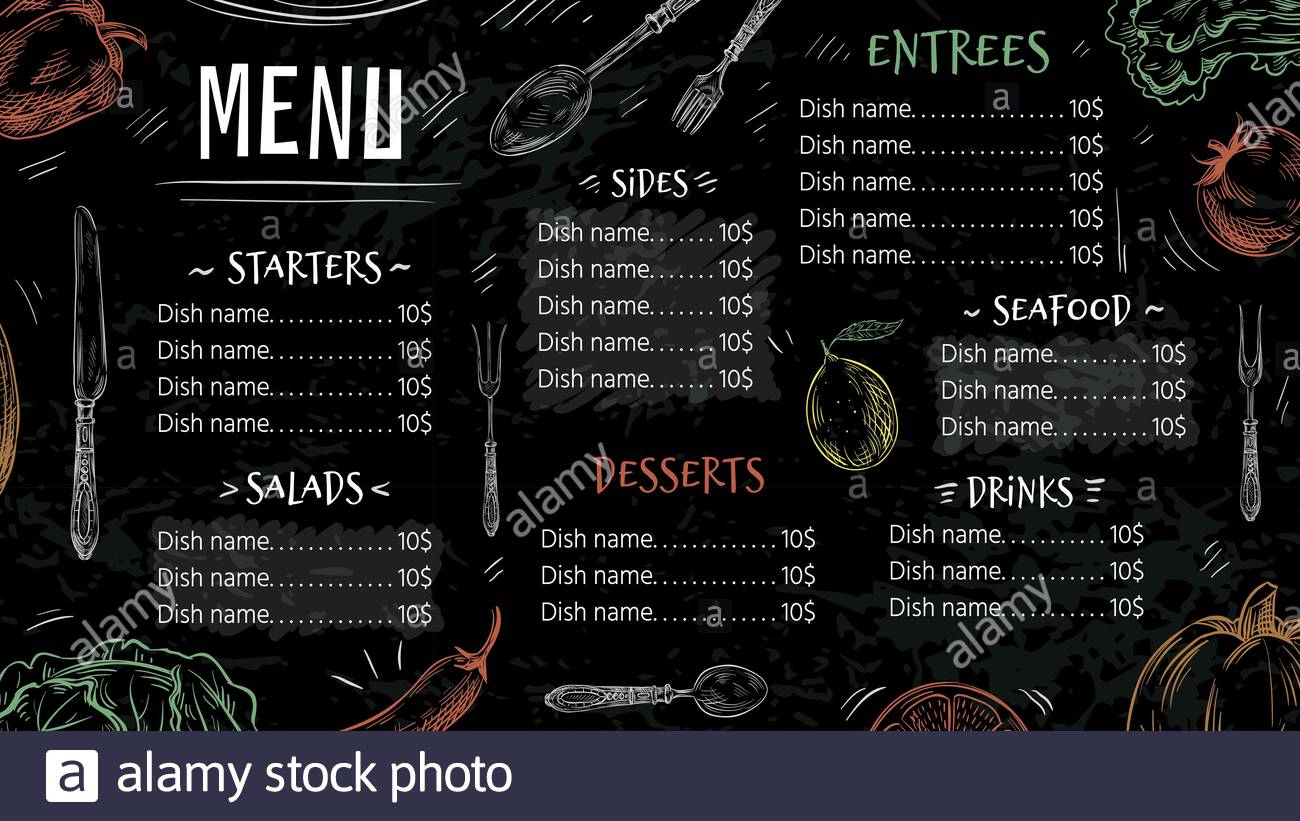 MENU
~ STARTERS ~
Dish name............. 10$
Dish name............. 10$
Dish name............. 10$
Dish name............. 10$
> SALADS <
Dish name............. 10$
Dish name............. 10$
Dish name............. 10$
SiDES
Dish name....... 10$
Dish name....... 10$
Dish name....... 10$
Dish name....... 10$
Dish name....... 10$
DESSERTS
Dish name............. 10$
Dish name............. 10$
Dish name............. 10$
ENTREES
Dish name................ 10$
Dish name................ 10$
Dish name................ 10$
Dish name................ 10$
Dish name................ 10$
~ SEAFOOD ~
Dish name.......... 10$
Dish name.......... 10$
Dish name.......... 10$
DRiNKS
Dish name........... 10$
Dish name........... 10$
Dish name........... 10$
a alamy stock photo